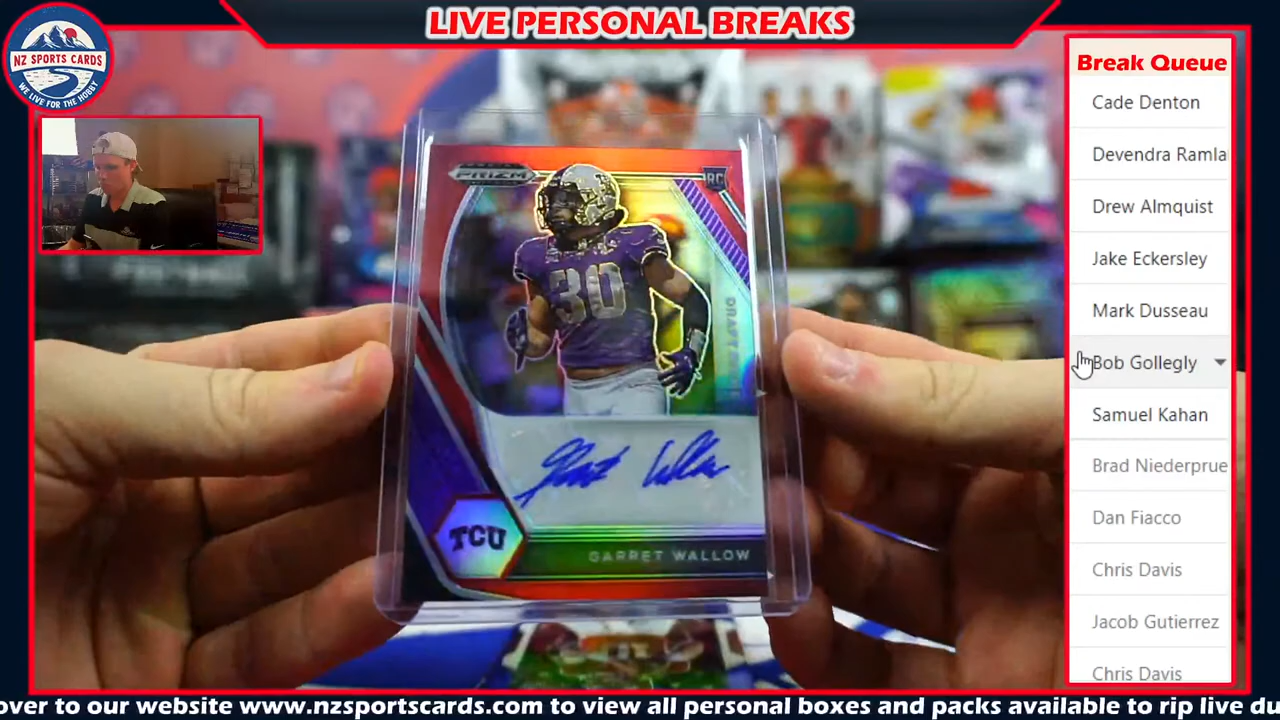 LIVE PERSONAL BREAKS
NZ SPORTS CARDS
WE LIVE FOR THE HOBBY
Break Queue
Cade Denton
Devendra Ramla
Drew Almquist
Jake Eckersley
Mark Dusseau
Bob Gollegly
Samuel Kahan
Brad Niederprue
Dan Fiacco
Chris Davis
Jacob Gutierrez
Chris Davis
PRIZM
RC
30
TCU
GARRET WALLOW
over to our website www.nzsportscards.com to view all personal boxes and packs available to rip live du